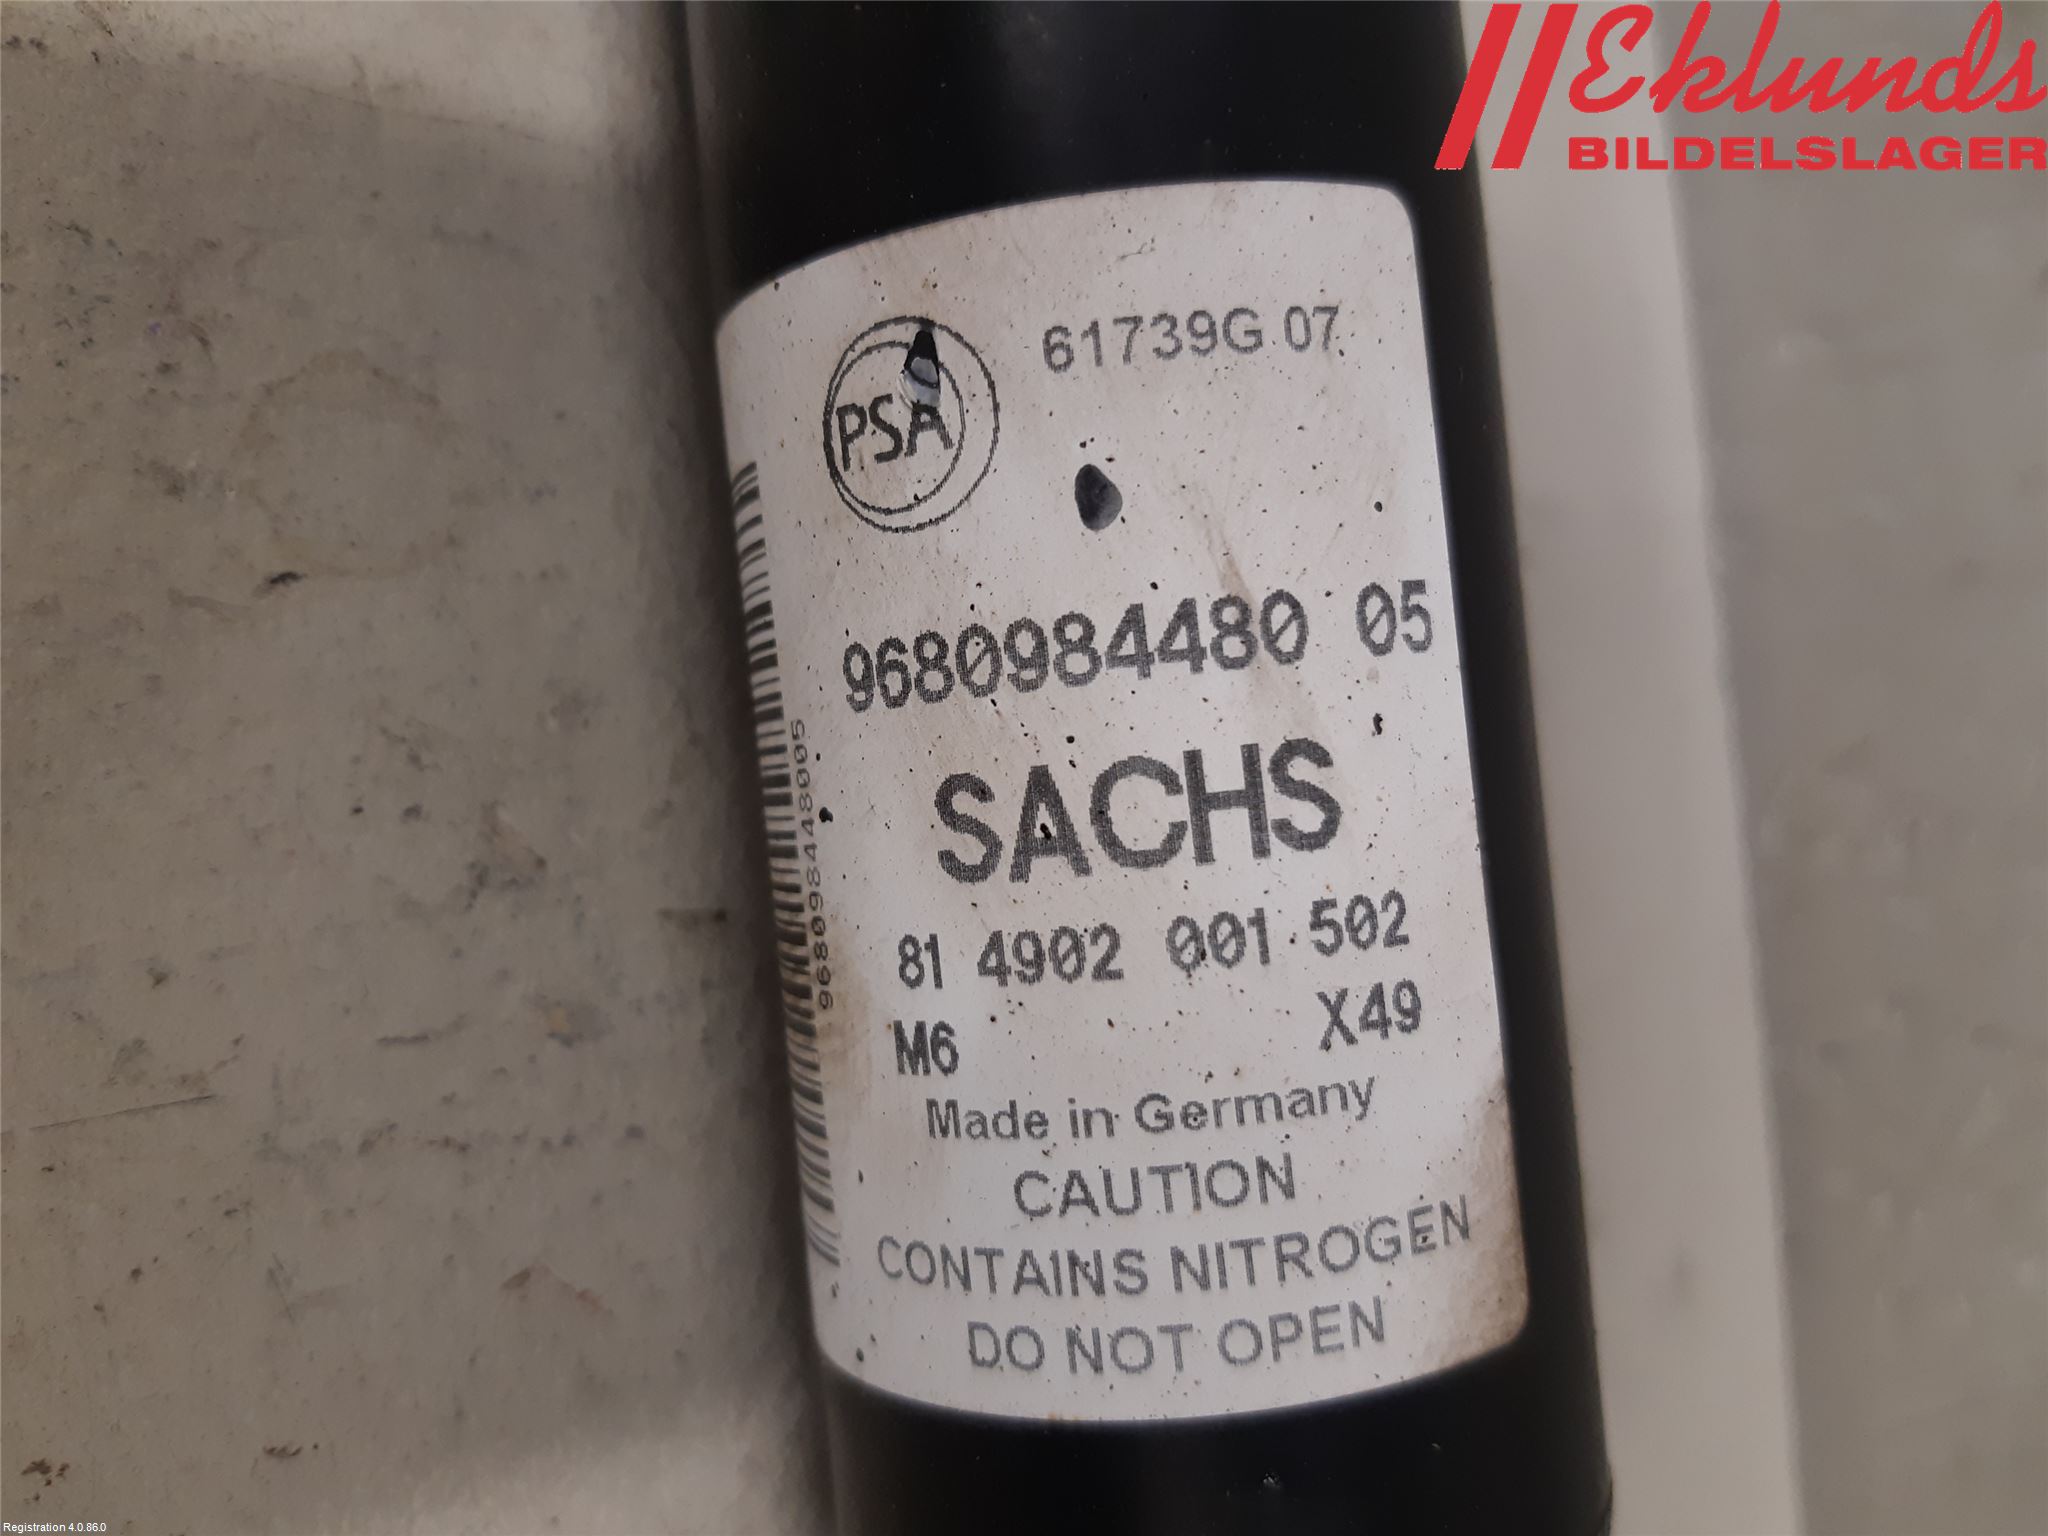 Eklunds
BILDELSLAGER
61739G 07
PSA
9680984480 05
968098448005
SACHS
81 4902 001 502
M6 X49
Made in Germany
CAUTION
CONTAINS NITROGEN
DO NOT OPEN
Registration 4.0.86.0